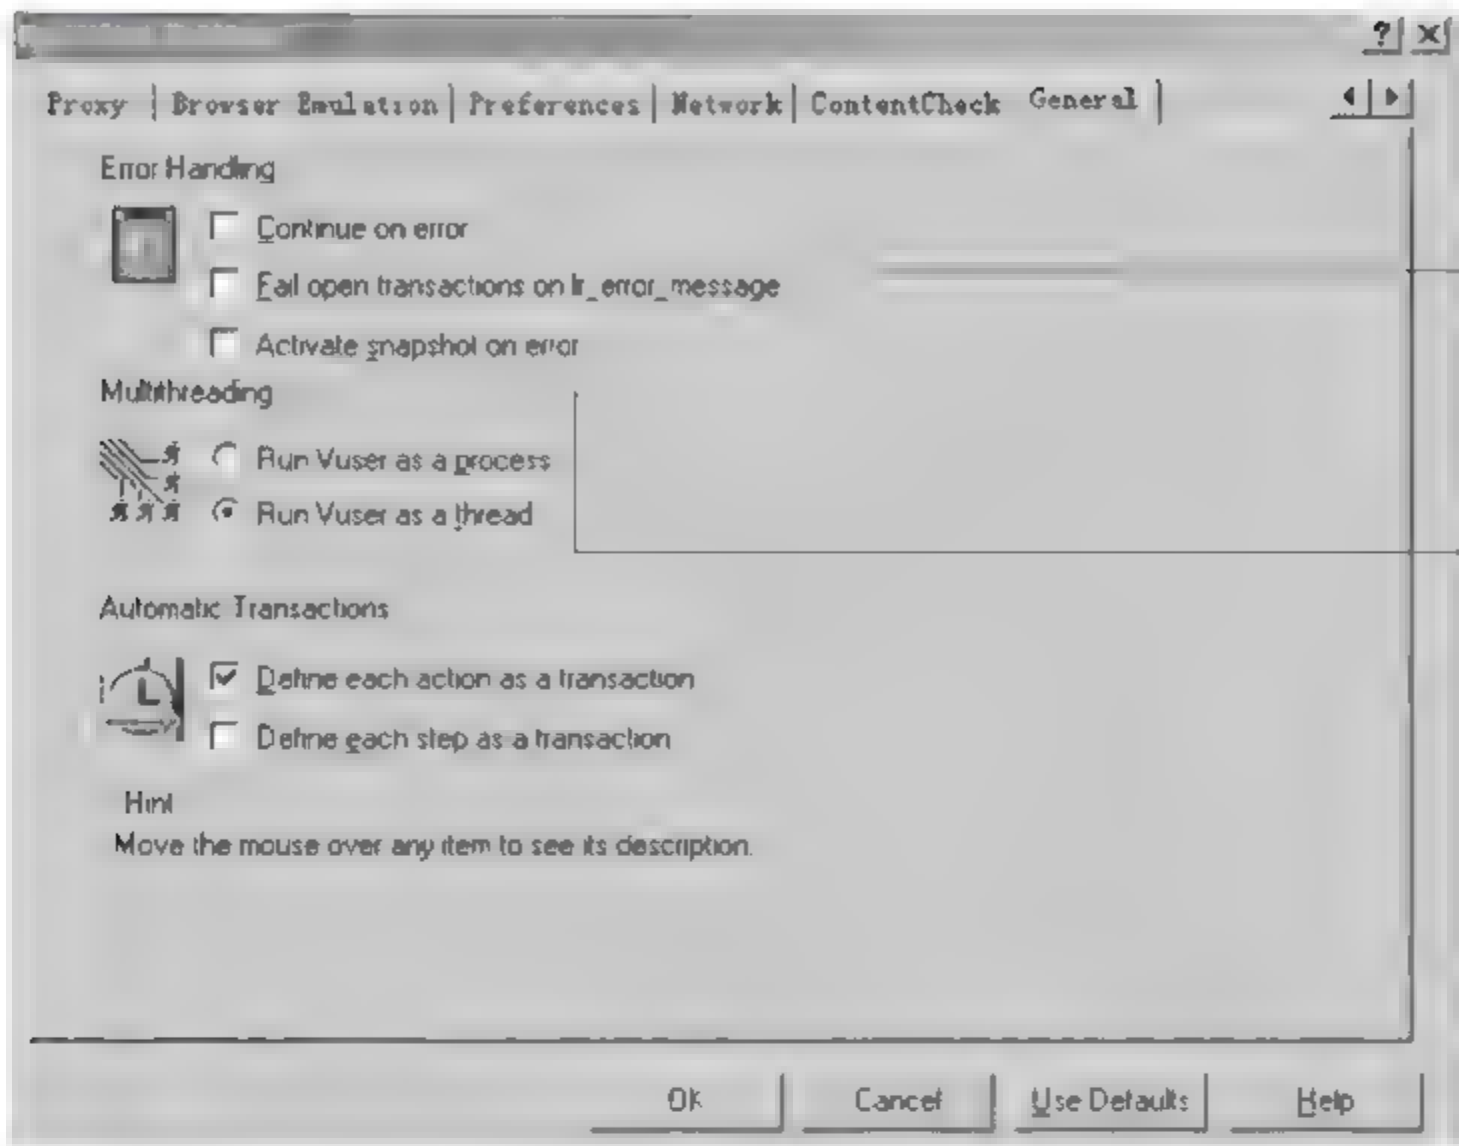 Proxy Browser Emulation Preferences Network ContentCheck General
Error Handling
Continue on error
Fail open transactions on lr_error_message
Activate snapshot on error
Multithreading
Run Vuser as a process
Run Vuser as a thread
Automatic Transactions
Define each action as a transaction
Define each step as a transaction
Hint
Move the mouse over any item to see its description.
Ok Cancel Use Defaults Help